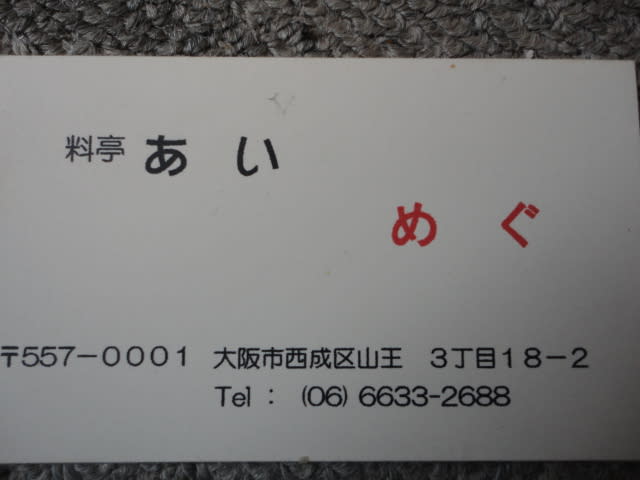 料亭 あい
めぐ
〒557-0001 大阪市西成区山王 3丁目18-2
Tel: (06) 6633-2688